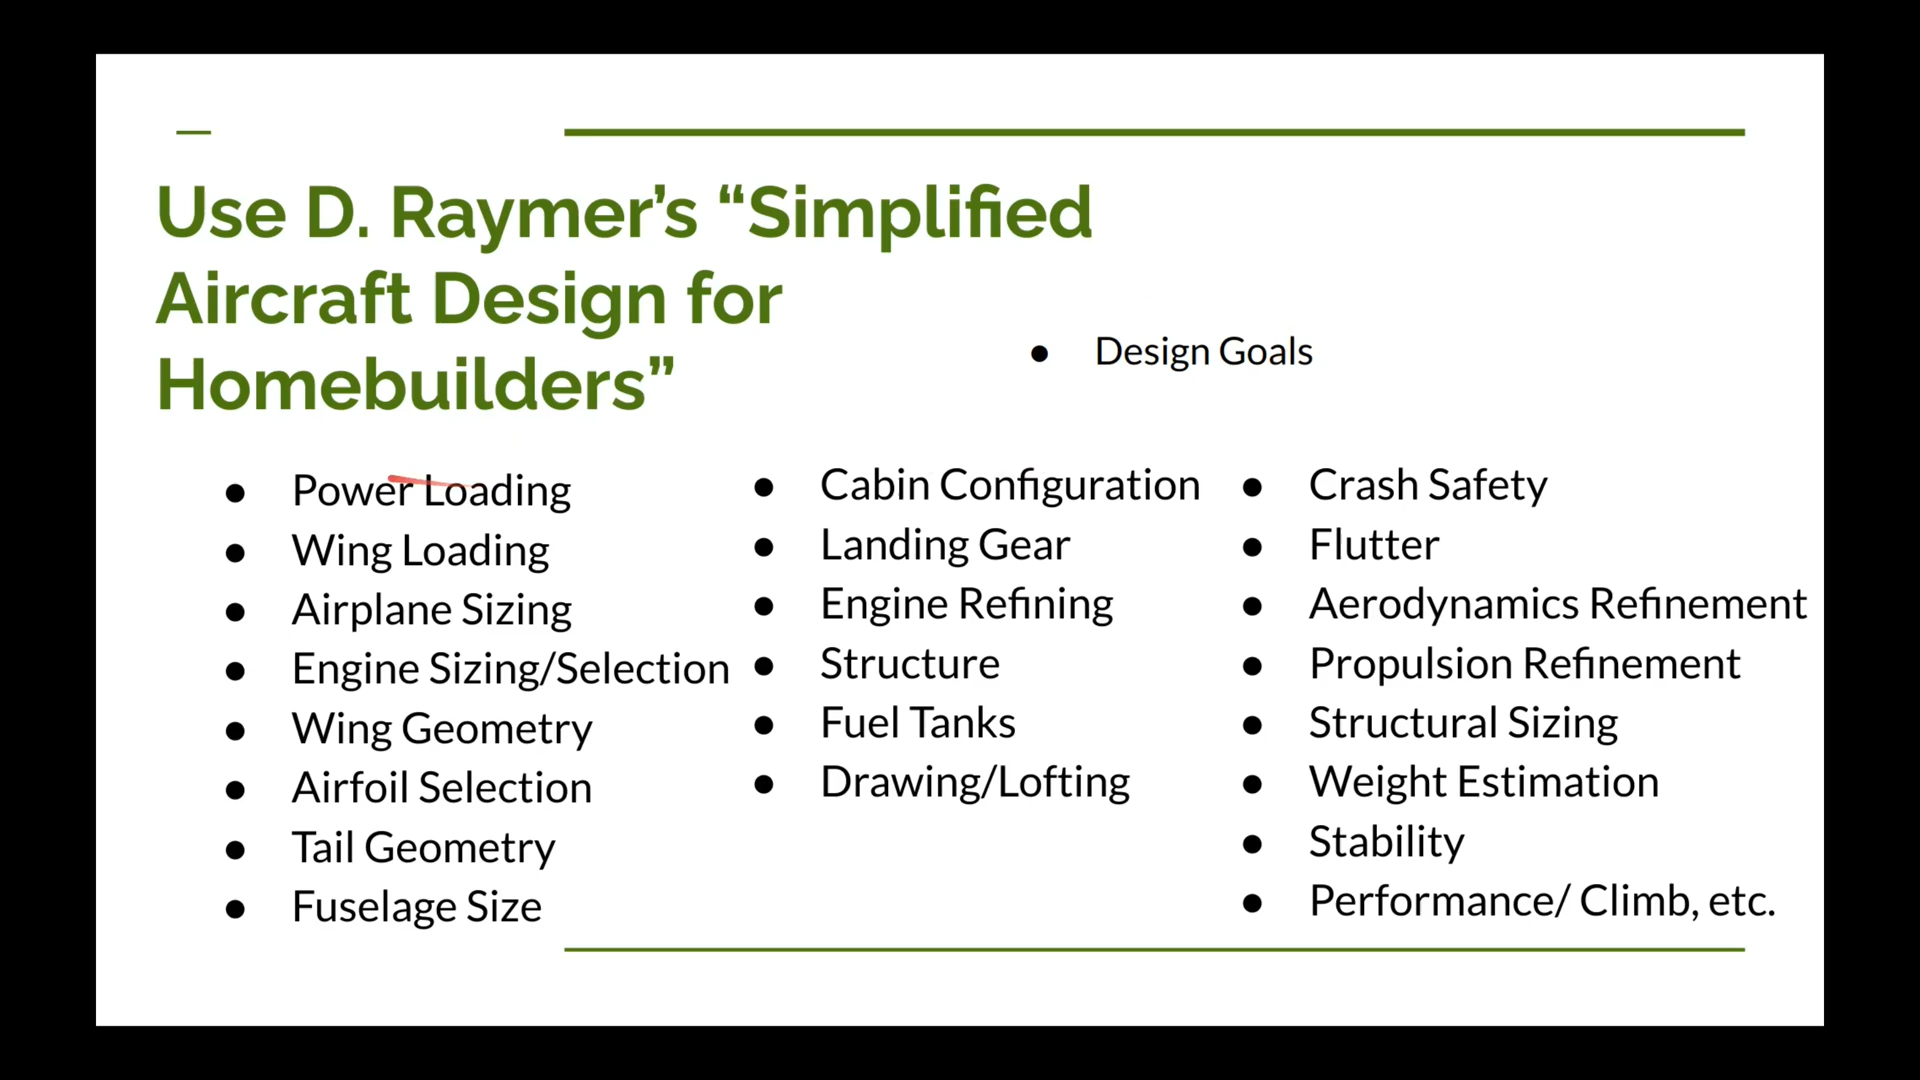 Use D. Raymer’s “Simplified
Aircraft Design for
Homebuilders”
● Design Goals
● Power Loading
● Wing Loading
● Airplane Sizing
● Engine Sizing/Selection
● Wing Geometry
● Airfoil Selection
● Tail Geometry
● Fuselage Size
● Cabin Configuration
● Landing Gear
● Engine Refining
● Structure
● Fuel Tanks
● Drawing/Lofting
● Crash Safety
● Flutter
● Aerodynamics Refinement
● Propulsion Refinement
● Structural Sizing
● Weight Estimation
● Stability
● Performance/ Climb, etc.